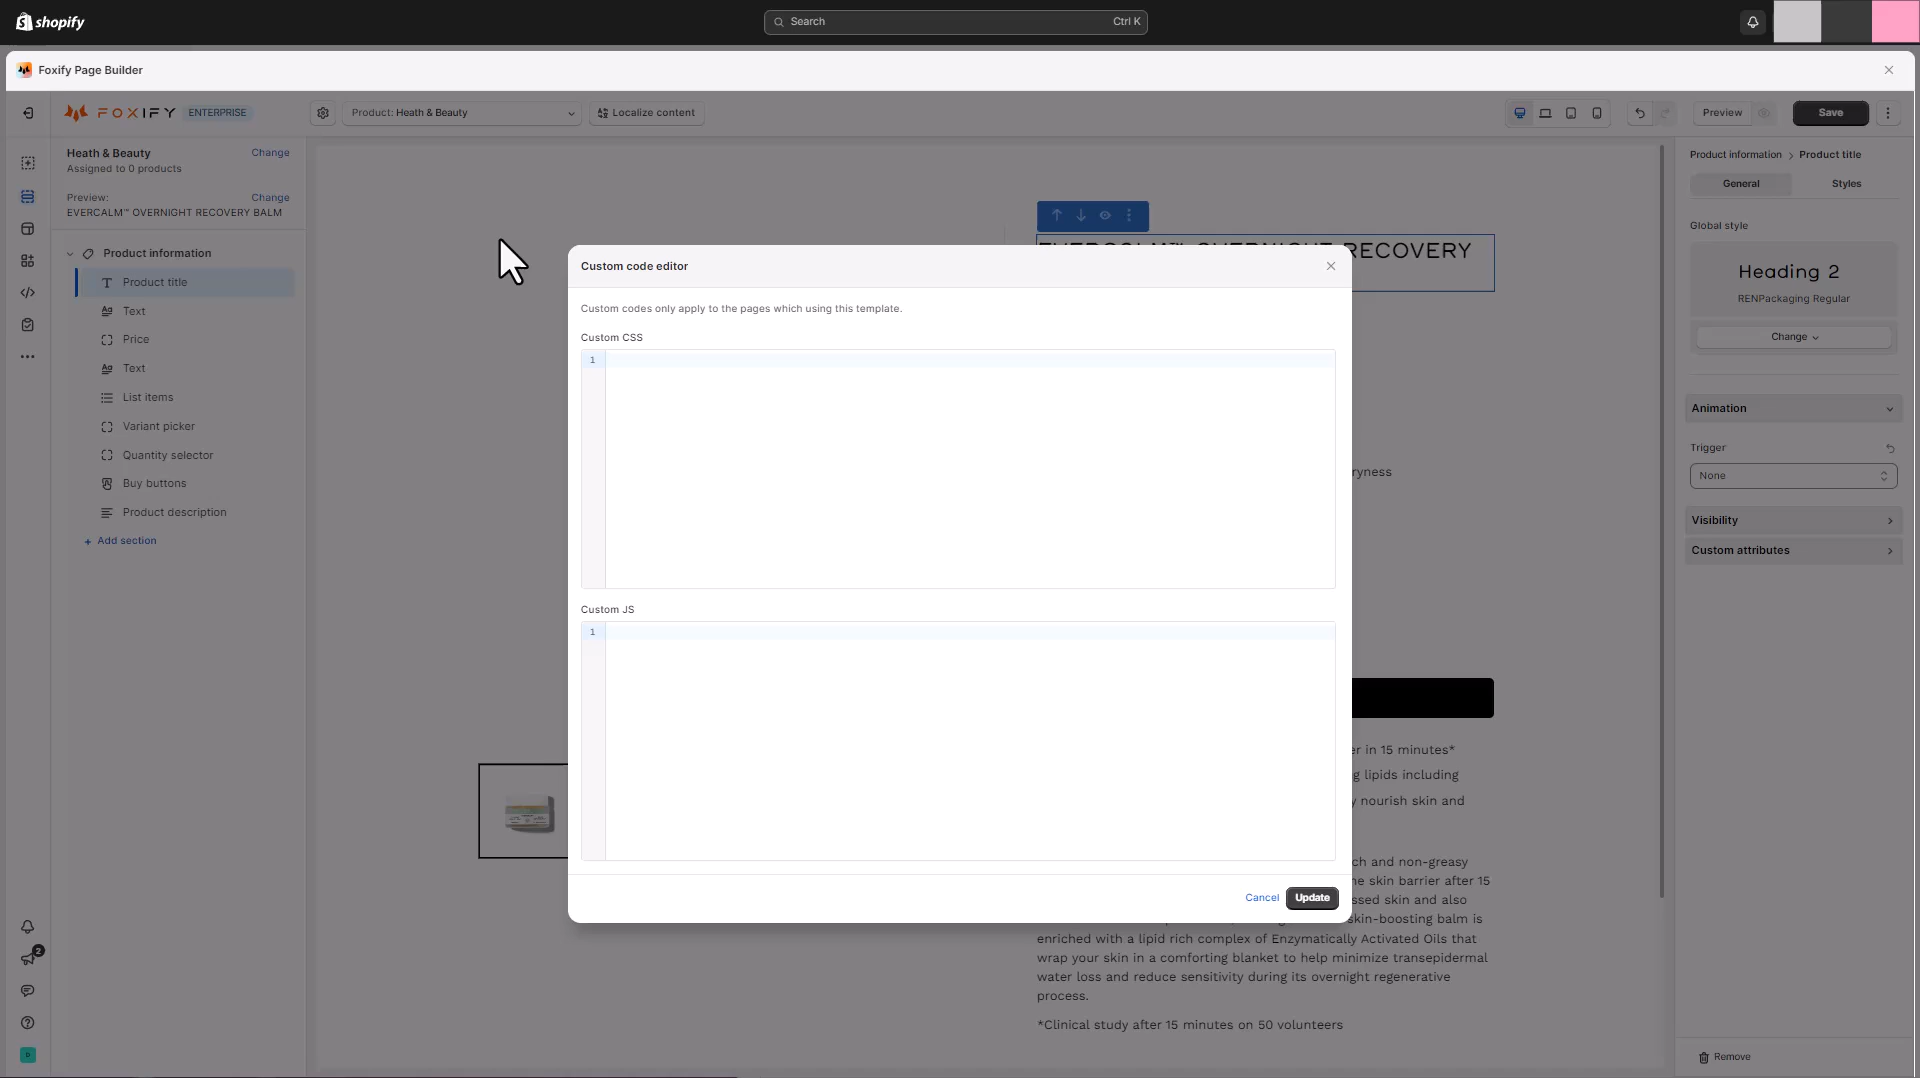 shopify
Search
Ctrl K
Foxify Page Builder
FOXIFY
ENTERPRISE
Product: Heath & Beauty
Localize content
Preview
Save
Heath & Beauty
Change
Assigned to 0 products
Preview:
Change
EVERCALM™ OVERNIGHT RECOVERY BALM
Product information
Product title
Text
Price
Text
List items
Variant picker
Quantity selector
Buy buttons
Product description
+ Add section
2
EVERCALM™ OVERNIGHT RECOVERY
Custom code editor
Custom codes only apply to the pages which using this template.
Custom CSS
1
Custom JS
1
Cancel
Update
ryness
er in 15 minutes*
g lipids including
y nourish skin and
ch and non-greasy
he skin barrier after 15
ssed skin and also
skin-boosting balm is
enriched with a lipid rich complex of Enzymatically Activated Oils that
wrap your skin in a comforting blanket to help minimize transepidermal
water loss and reduce sensitivity during its overnight regenerative
process.
*Clinical study after 15 minutes on 50 volunteers
Product information > Product title
General
Styles
Global style
Heading 2
RENPackaging Regular
Change
Animation
Trigger
None
Visibility
Custom attributes
Remove